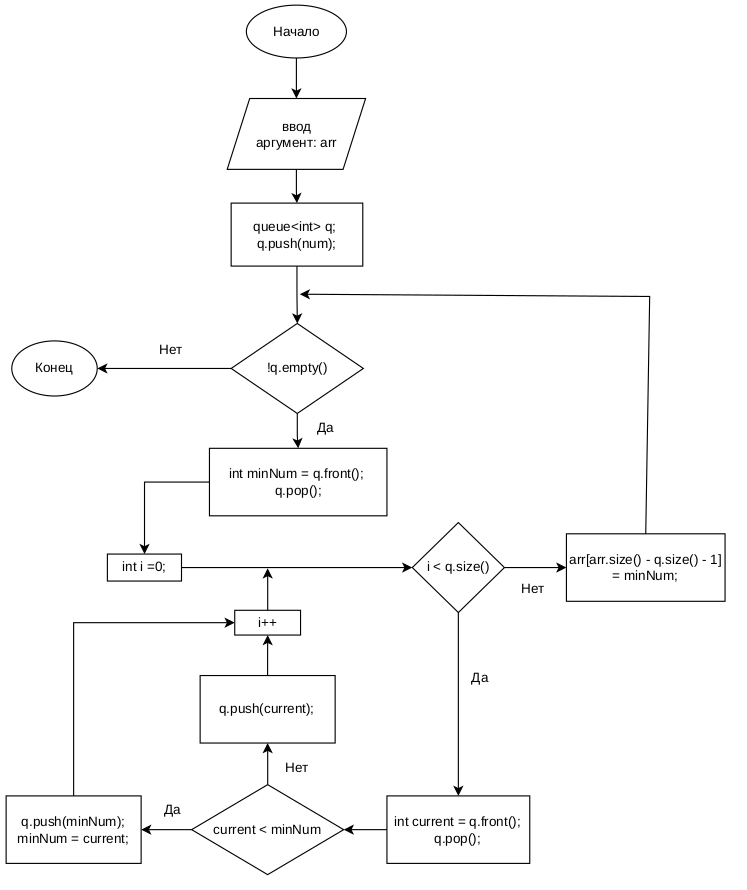 Начало
ввод
аргумент: arr
queue<int> q;
q.push(num);
!q.empty()
Нет
Конец
Да
int minNum = q.front();
q.pop();
int i =0;
i < q.size()
Нет
arr[arr.size() - q.size() - 1]
= minNum;
Да
int current = q.front();
q.pop();
current < minNum
Нет
q.push(current);
i++
Да
q.push(minNum);
minNum = current;